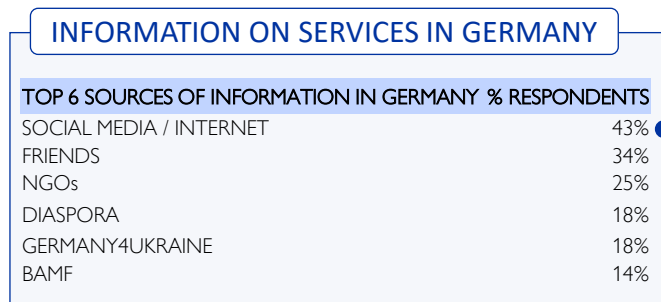 INFORMATION ON SERVICES IN GERMANY
TOP 6 SOURCES OF INFORMATION IN GERMANY % RESPONDENTS
SOCIAL MEDIA / INTERNET 43%
FRIENDS 34%
NGOs 25%
DIASPORA 18%
GERMANY4UKRAINE 18%
BAMF 14%